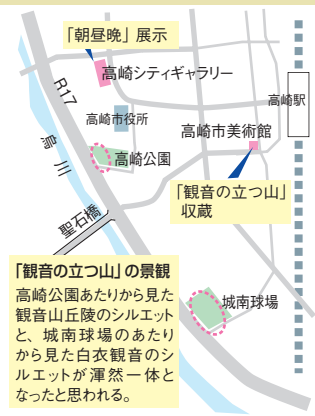 「朝昼晩」展示
高崎シティギャラリー
R17
高崎駅
高崎市役所
高崎市美術館
烏川
高崎公園
「観音の立つ山」
収蔵
聖石橋
「観音の立つ山」の景観
高崎公園あたりから見た
観音山丘陵のシルエット
と、城南球場のあたり
から見た白衣観音のシ
ルエットが渾然一体と
なったと思われる。
城南球場